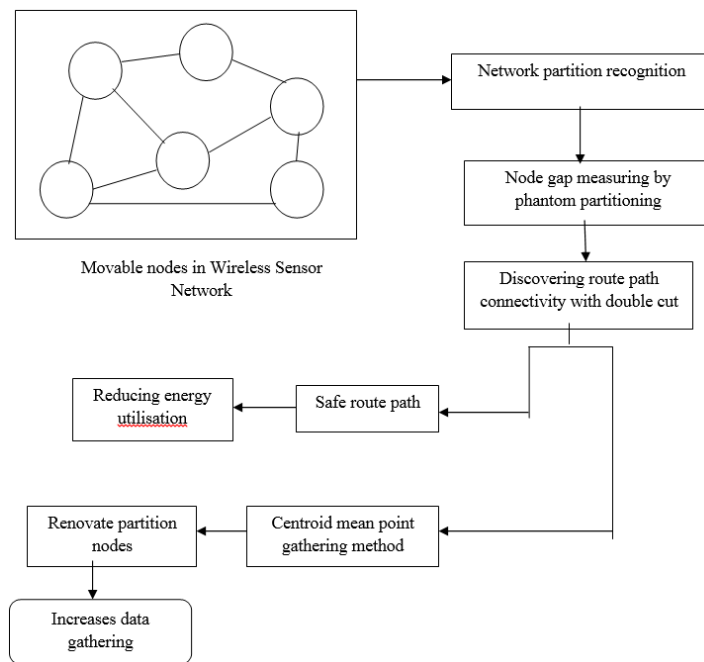 Network partition recognition
Node gap measuring by
phantom partitioning
Movable nodes in Wireless Sensor
Network
Discovering route path
connectivity with double cut
Reducing energy
utilisation
Safe route path
Renovate partition
nodes
Centroid mean point
gathering method
Increases data
gathering